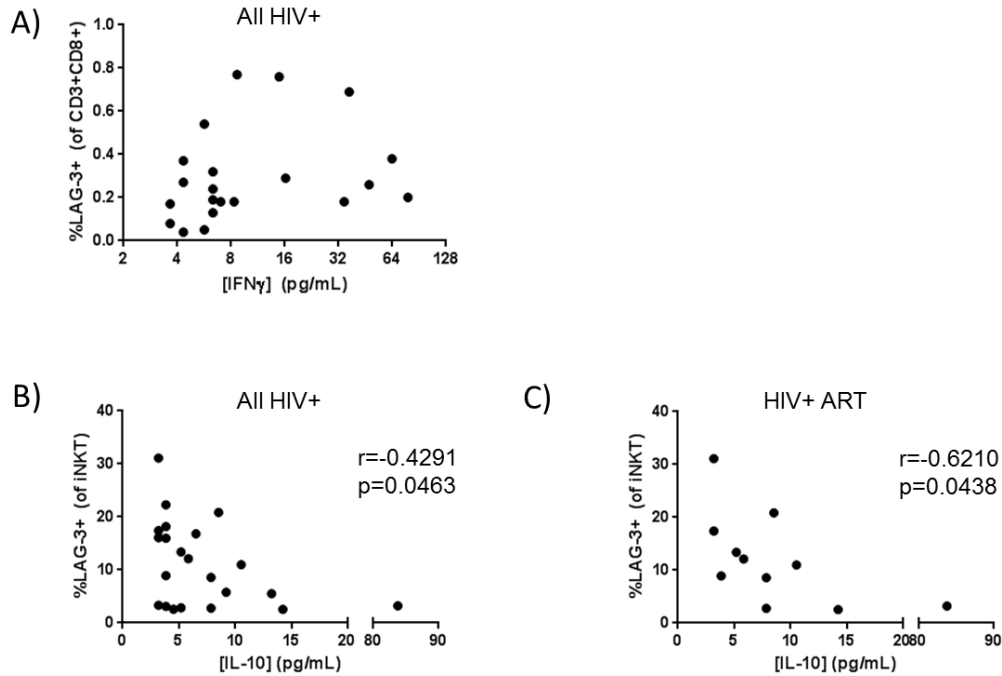 A)
All HIV+
%LAG-3+ (of CD3+CD8+)
1.0
0.8
0.6
0.4
0.2
0.0
2 4 8 16 32 64 128
[IFNγ] (pg/mL)
B)
All HIV+
%LAG-3+ (of iNKT)
40
30
20
10
0
r=-0.4291
p=0.0463
0 5 10 15 20 80 90
[IL-10] (pg/mL)
C)
HIV+ ART
%LAG-3+ (of iNKT)
40
30
20
10
0
r=-0.6210
p=0.0438
0 5 10 15 20 80 90
[IL-10] (pg/mL)